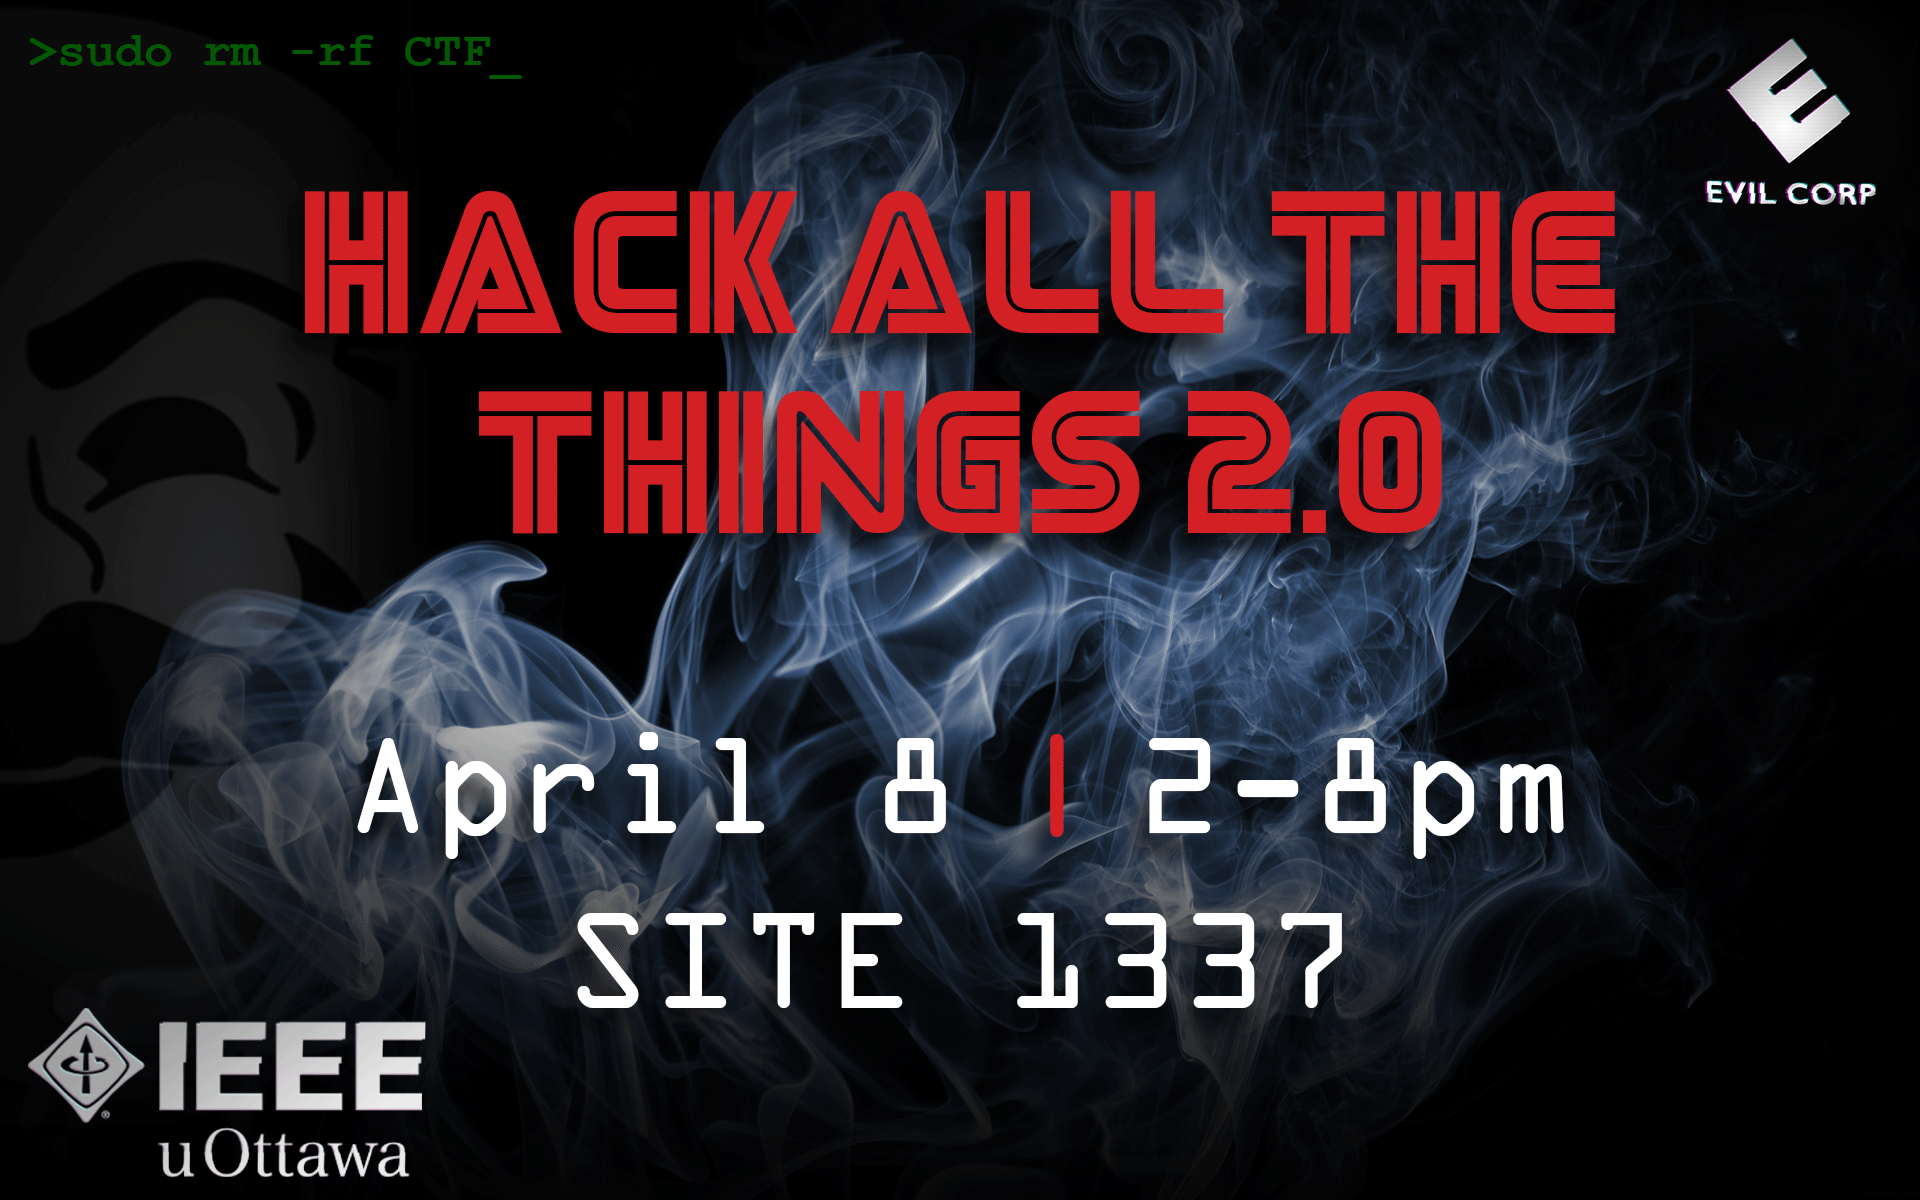 >sudo rm -rf CTF_
EVIL CORP
HACK ALL THE
THINGS 2.0
April 8 | 2-8pm
SITE 1337
IEEE
uOttawa